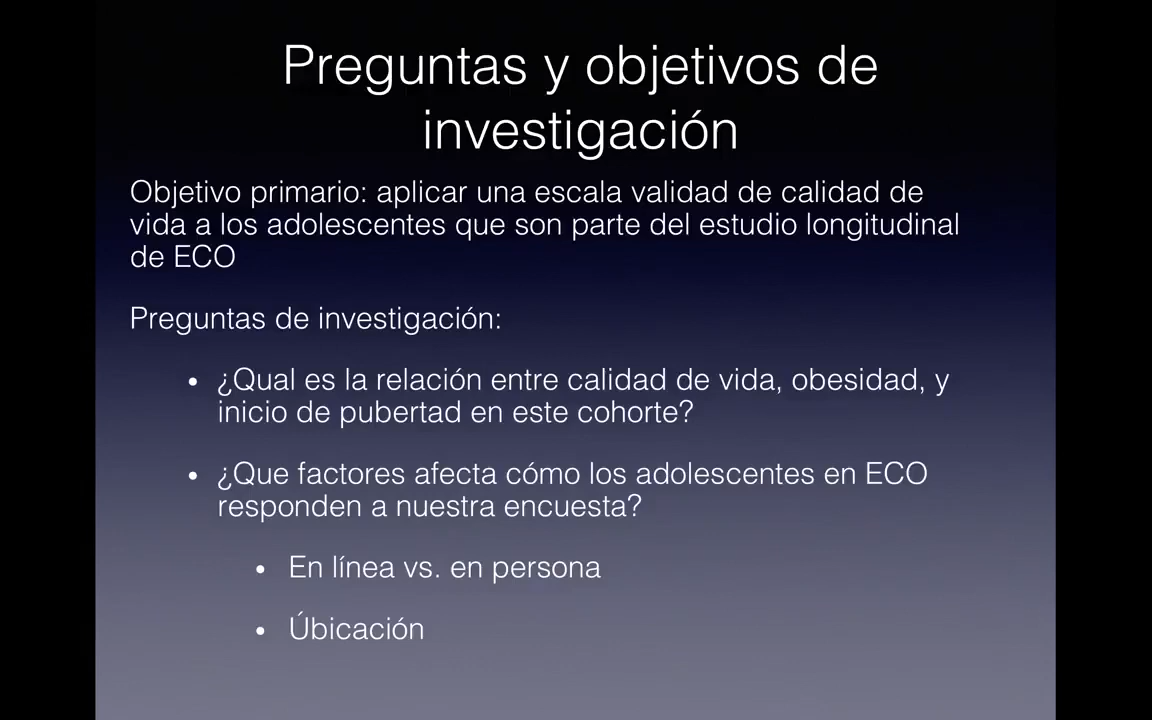 Preguntas y objetivos de
investigación
Objetivo primario: aplicar una escala validad de calidad de
vida a los adolescentes que son parte del estudio longitudinal
de ECO
Preguntas de investigación:
• ¿Qual es la relación entre calidad de vida, obesidad, y
inicio de pubertad en este cohorte?
• ¿Que factores afecta cómo los adolescentes en ECO
responden a nuestra encuesta?
• En línea vs. en persona
• Úbicación